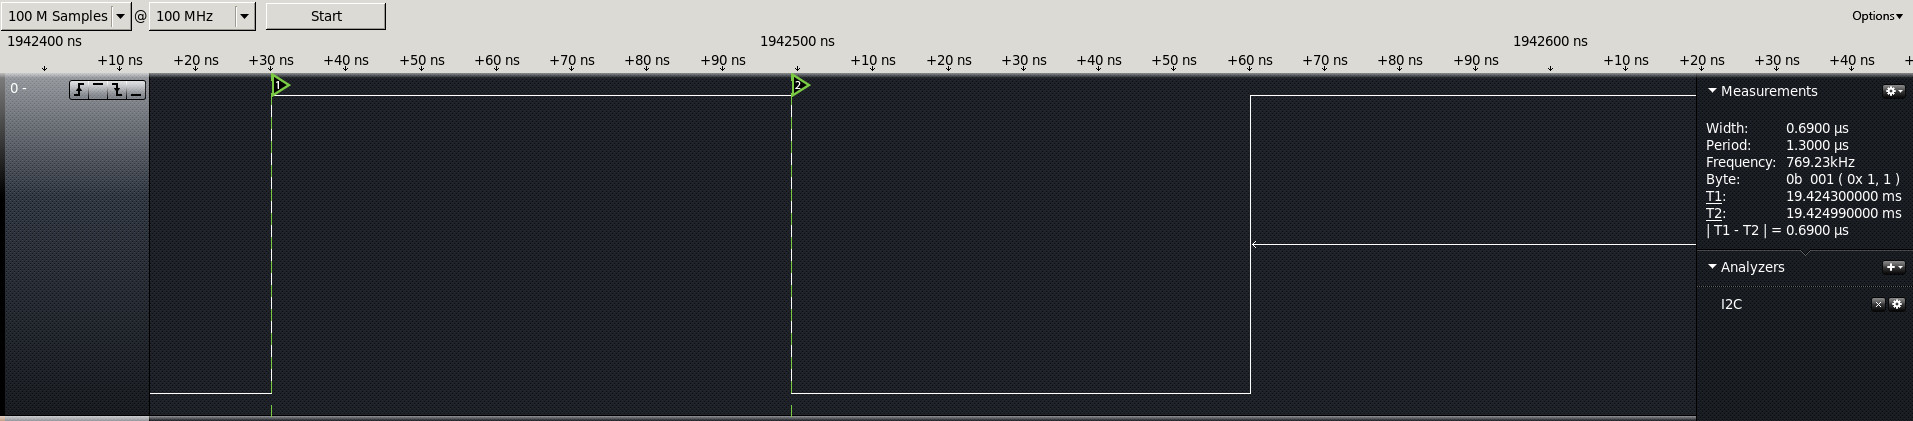 100 M Samples @ 100 MHz Start Options
1942400 ns 1942500 ns 1942600 ns
+10 ns +20 ns +30 ns +40 ns +50 ns +60 ns +70 ns +80 ns +90 ns +10 ns +20 ns +30 ns +40 ns +50 ns +60 ns +70 ns +80 ns +90 ns +10 ns +20 ns +30 ns +40 ns +
0 -
1
2
Measurements
Width: 0.6900 µs
Period: 1.3000 µs
Frequency: 769.23kHz
Byte: 0b 001 ( 0x 1, 1 )
T1: 19.424300000 ms
T2: 19.424990000 ms
| T1 - T2 | = 0.6900 µs
Analyzers
I2C